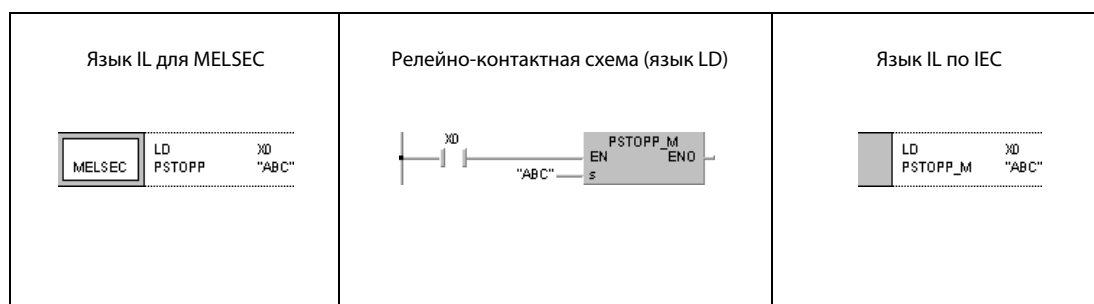 Язык IL для MELSEC
MELSEC
LD X0
PSTOPP "ABC"
Релейно-контактная схема (язык LD)
X0
PSTOPP_M
EN ENO
"ABC" s
Язык IL по IEC
LD X0
PSTOPP_M "ABC"